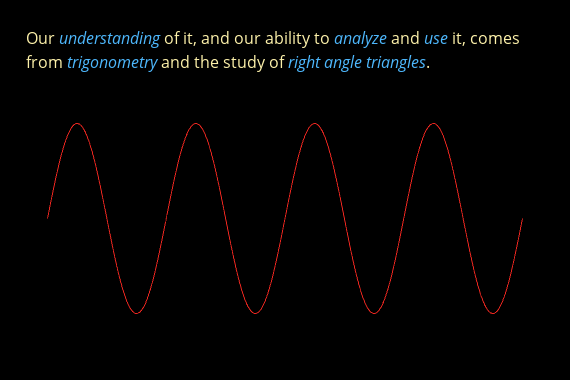 Our understanding of it, and our ability to analyze and use it, comes
from trigonometry and the study of right angle triangles.